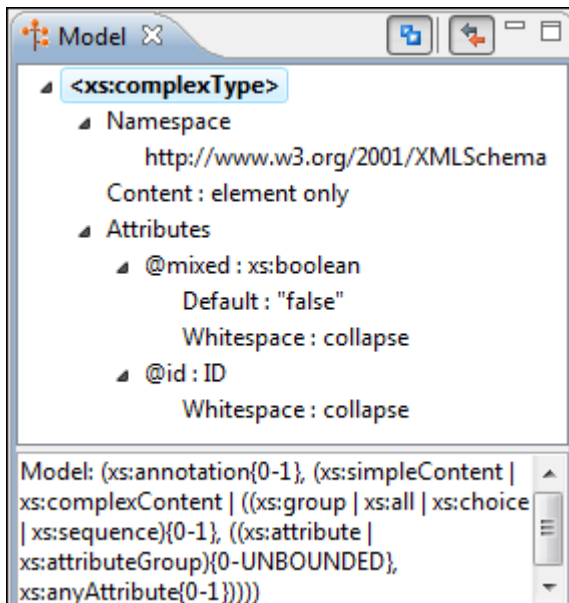 Model
<xs:complexType>
Namespace
http://www.w3.org/2001/XMLSchema
Content : element only
Attributes
@mixed : xs:boolean
Default : "false"
Whitespace : collapse
@id : ID
Whitespace : collapse
Model: (xs:annotation{0-1}, (xs:simpleContent |
xs:complexContent | ((xs:group | xs:all | xs:choice
| xs:sequence){0-1}, ((xs:attribute |
xs:attributeGroup){0-UNBOUNDED},
xs:anyAttribute{0-1}))))